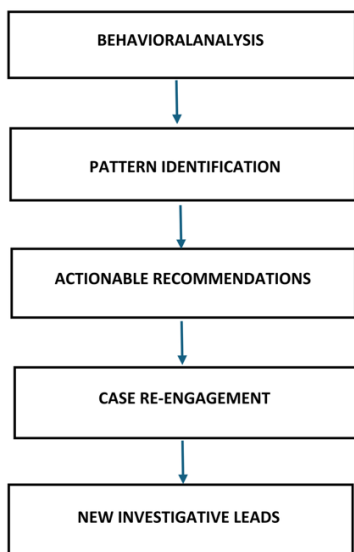 BEHAVIORALANALYSIS
PATTERN IDENTIFICATION
ACTIONABLE RECOMMENDATIONS
CASE RE-ENGAGEMENT
NEW INVESTIGATIVE LEADS